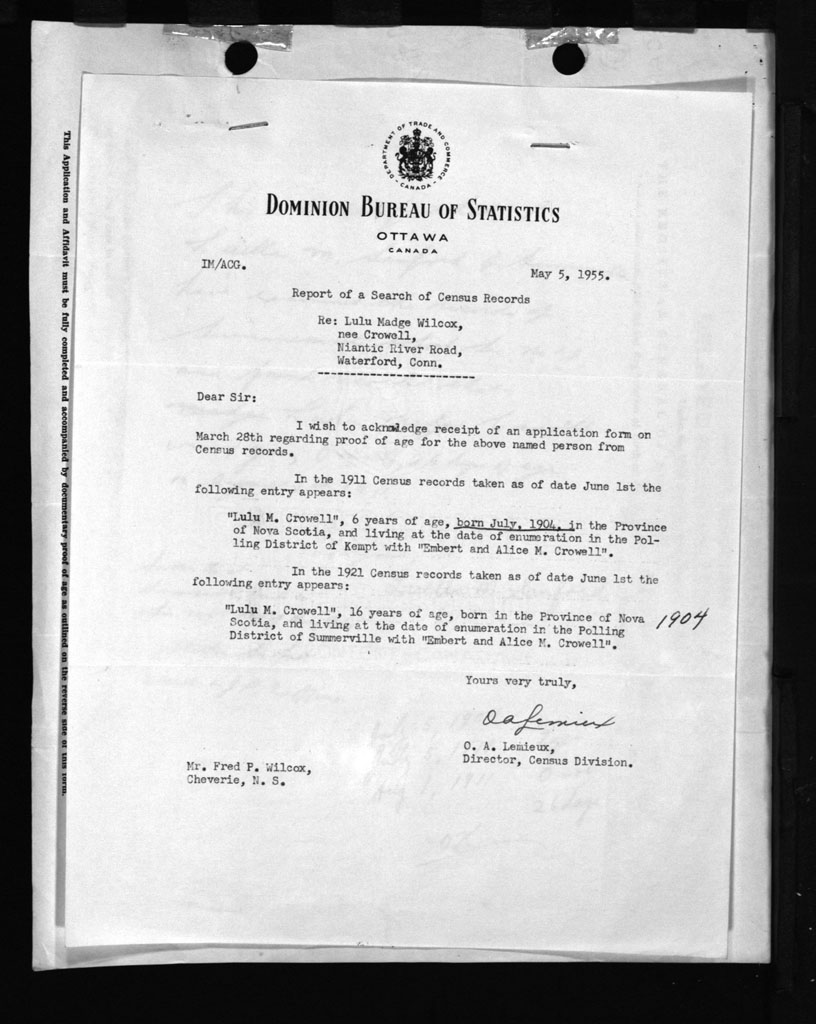 DEPARTMENT OF TRADE AND COMMERCE
- CANADA -
DOMINION BUREAU OF STATISTICS
OTTAWA
CANADA
IM/ACG.
May 5, 1955.
Report of a Search of Census Records
Re: Lulu Madge Wilcox,
nee Crowell,
Niantic River Road,
Waterford, Conn.
Dear Sir:
I wish to acknowledge receipt of an application form on
March 28th regarding proof of age for the above named person from
Census records.
In the 1911 Census records taken as of date June 1st the
following entry appears:
"Lulu M. Crowell", 6 years of age, born July, 1904, in the Province
of Nova Scotia, and living at the date of enumeration in the Pol-
ling District of Kempt with "Embert and Alice M. Crowell".
In the 1921 Census records taken as of date June 1st the
following entry appears:
"Lulu M. Crowell", 16 years of age, born in the Province of Nova
Scotia, and living at the date of enumeration in the Polling
District of Summerville with "Embert and Alice M. Crowell".
1904
Yours very truly,
OALemieux
O. A. Lemieux,
Director, Census Division.
Mr. Fred P. Wilcox,
Cheverie, N. S.
This Application and Affidavit must be fully completed and accompanied by documentary proof of age as outlined on the reverse side of this form.